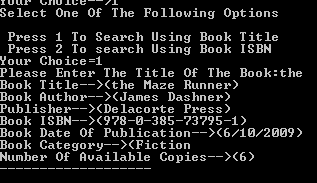 Your Choice-->1
Select One Of The Following Options
Press 1 To Search Using Book Title
Press 2 To search Using Book ISBN
Your Choice=1
Please Enter The Title Of The Book:the
Book Title-->(the Maze Runner)
Book Author-->(James Dashner)
Publisher-->(Delacorte Press)
Book ISBN-->(978-0-385-73795-1)
Book Date Of Publication-->(6/10/2009)
Book Category-->(Fiction
Number Of Available Copies-->(6)
-------------------